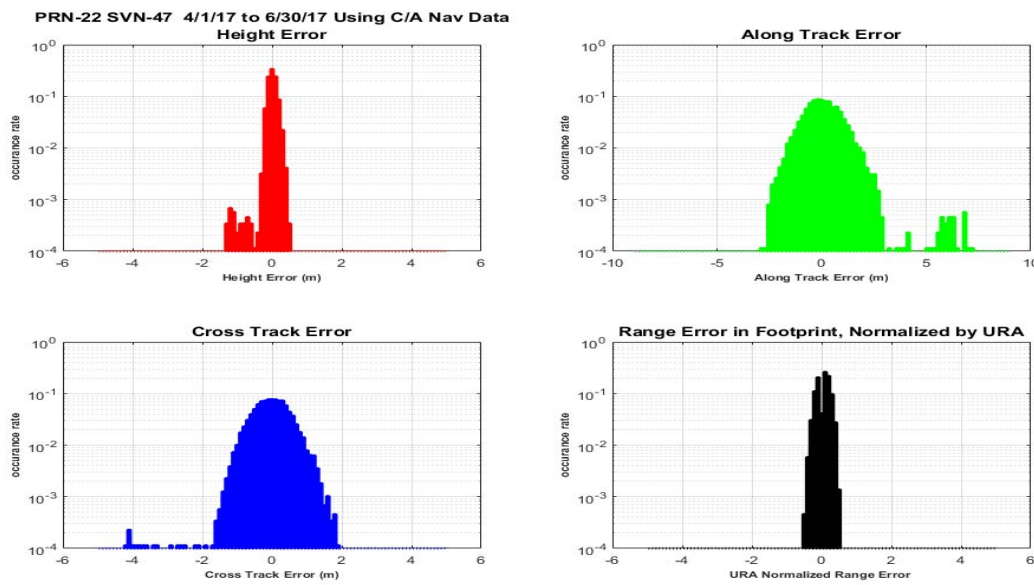 PRN-22 SVN-47 4/1/17 to 6/30/17 Using C/A Nav Data
Height Error
10^0
10^-1
10^-2
10^-3
10^-4
occurance rate
-6 -4 -2 0 2 4 6
Height Error (m)
Along Track Error
10^0
10^-1
10^-2
10^-3
10^-4
occurance rate
-10 -5 0 5 10
Along Track Error (m)
Cross Track Error
10^0
10^-1
10^-2
10^-3
10^-4
occurance rate
-6 -4 -2 0 2 4 6
Cross Track Error (m)
Range Error in Footprint, Normalized by URA
10^0
10^-1
10^-2
10^-3
10^-4
occurance rate
-6 -4 -2 0 2 4 6
URA Normalized Range Error